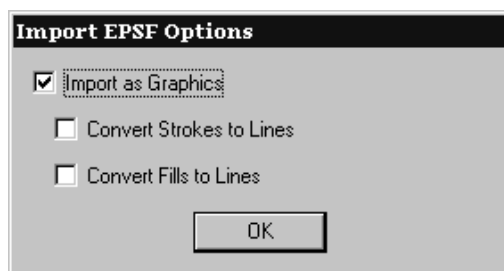 Import EPSF Options
Import as Graphics
Convert Strokes to Lines
Convert Fills to Lines
OK